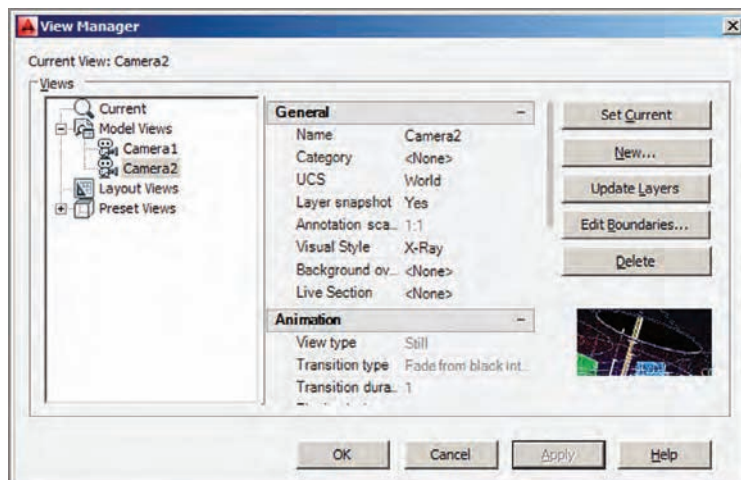 View Manager
Current View: Camera2
Views
Current
Model Views
Camera1
Camera2
Layout Views
Preset Views
General
Name Camera2
Category <None>
UCS World
Layer snapshot Yes
Annotation sca... 1:1
Visual Style X-Ray
Background ov... <None>
Live Section <None>
Animation
View type Still
Transition type Fade from black int...
Transition dura... 1
Set Current
New...
Update Layers
Edit Boundaries...
Delete
OK
Cancel
Apply
Help